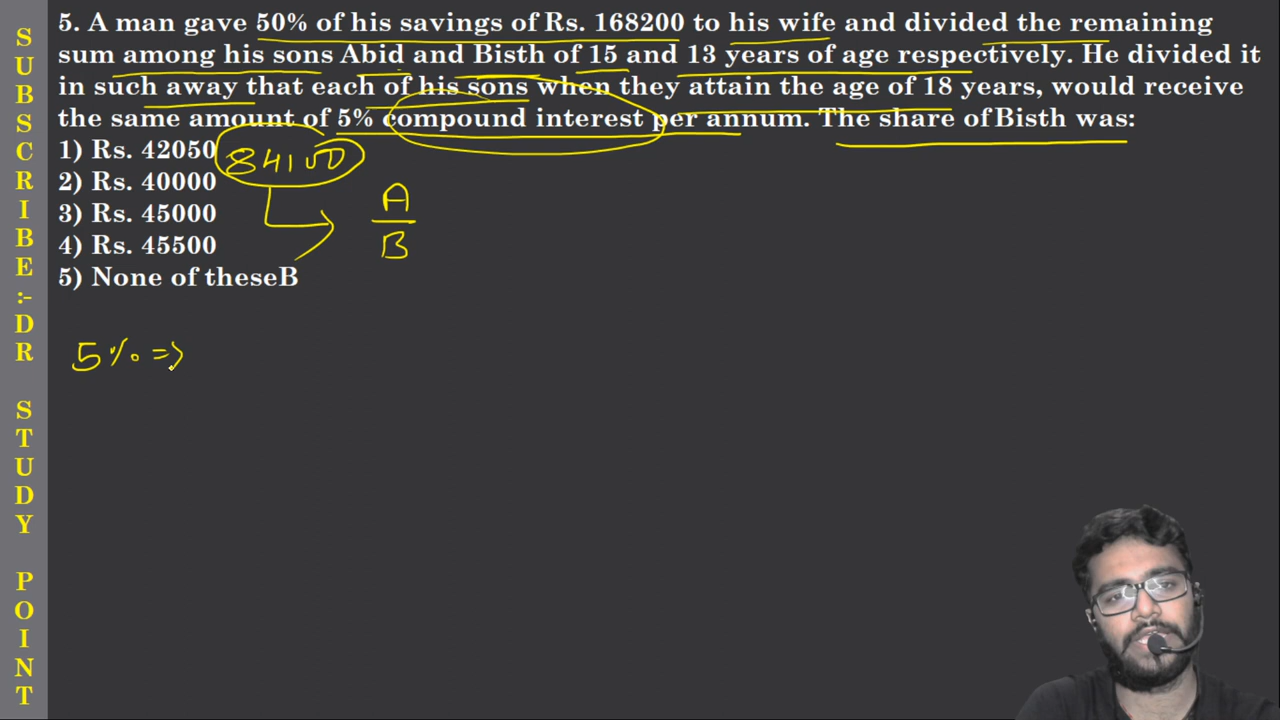 SUBSCRIBE:-DR STUDY POINT
5. A man gave 50% of his savings of Rs. 168200 to his wife and divided the remaining
sum among his sons Abid and Bisth of 15 and 13 years of age respectively. He divided it
in such away that each of his sons when they attain the age of 18 years, would receive
the same amount of 5% compound interest per annum. The share of Bisth was:
1) Rs. 42050
84100
2) Rs. 40000
A
3) Rs. 45000
B
4) Rs. 45500
5) None of theseB
5% =>